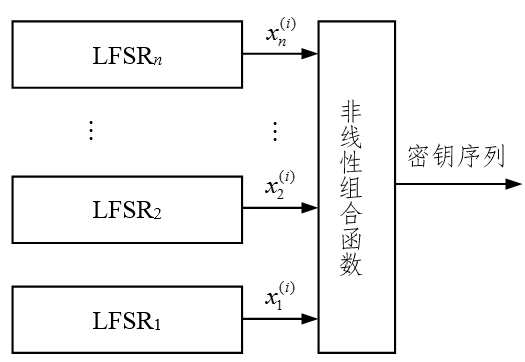 LFSRn
xn(i)
⋮
⋮
LFSR2
x2(i)
LFSR1
x1(i)
非线性组合函数
密钥序列